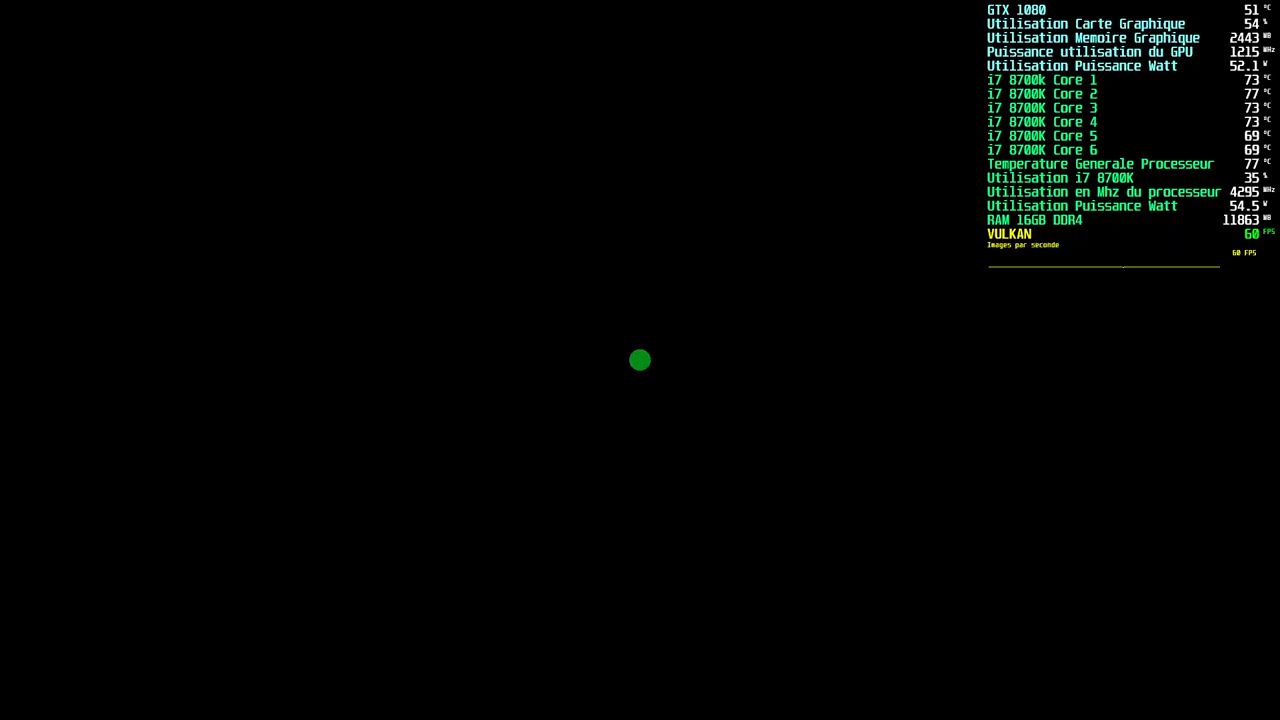 GTX 1080 51 °C
Utilisation Carte Graphique 54 %
Utilisation Memoire Graphique 2443 MB
Puissance utilisation du GPU 1215 MHz
Utilisation Puissance Watt 52.1 W
i7 8700k Core 1 73 °C
i7 8700K Core 2 77 °C
i7 8700K Core 3 73 °C
i7 8700K Core 4 73 °C
i7 8700K Core 5 69 °C
i7 8700K Core 6 69 °C
Temperature Generale Processeur 77 °C
Utilisation i7 8700K 35 %
Utilisation en Mhz du processeur 4295 MHz
Utilisation Puissance Watt 54.5 W
RAM 16GB DDR4 11863 MB
VULKAN 60 FPS
Images par seconde
60 FPS